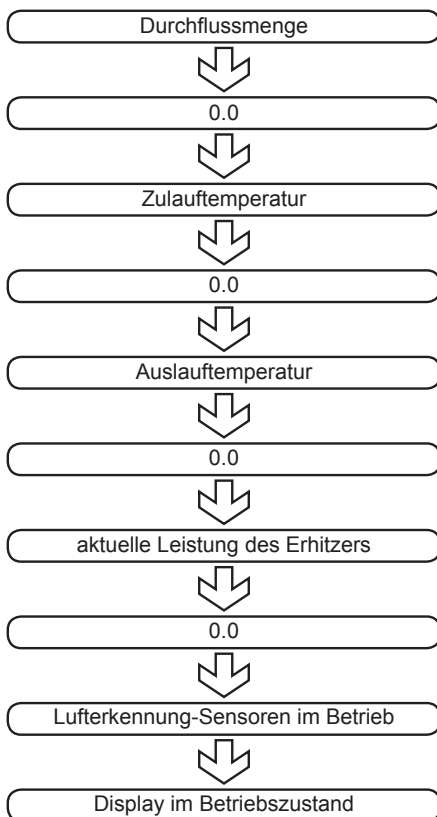 Durchflussmenge
0.0
Zulauftemperatur
0.0
Auslauftemperatur
0.0
aktuelle Leistung des Erhitzers
0.0
Lufterkennung-Sensoren im Betrieb
Display im Betriebszustand